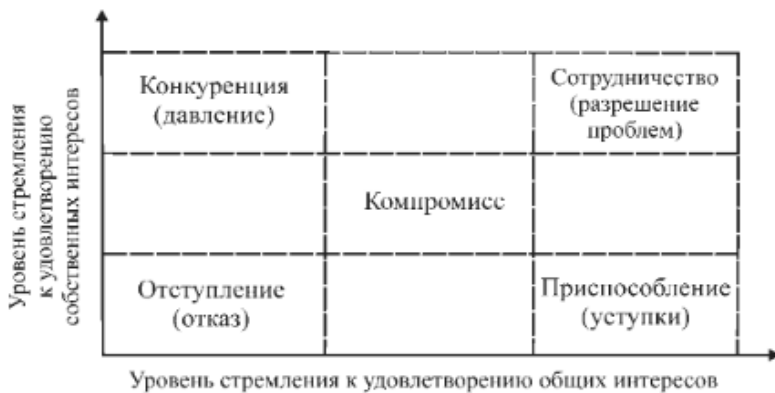 Уровень стремления
к удовлетворению
собственных интересов
Конкуренция
(давление)
Сотрудничество
(разрешение
проблем)
Компромисс
Отступление
(отказ)
Приспособление
(уступки)
Уровень стремления к удовлетворению общих интересов